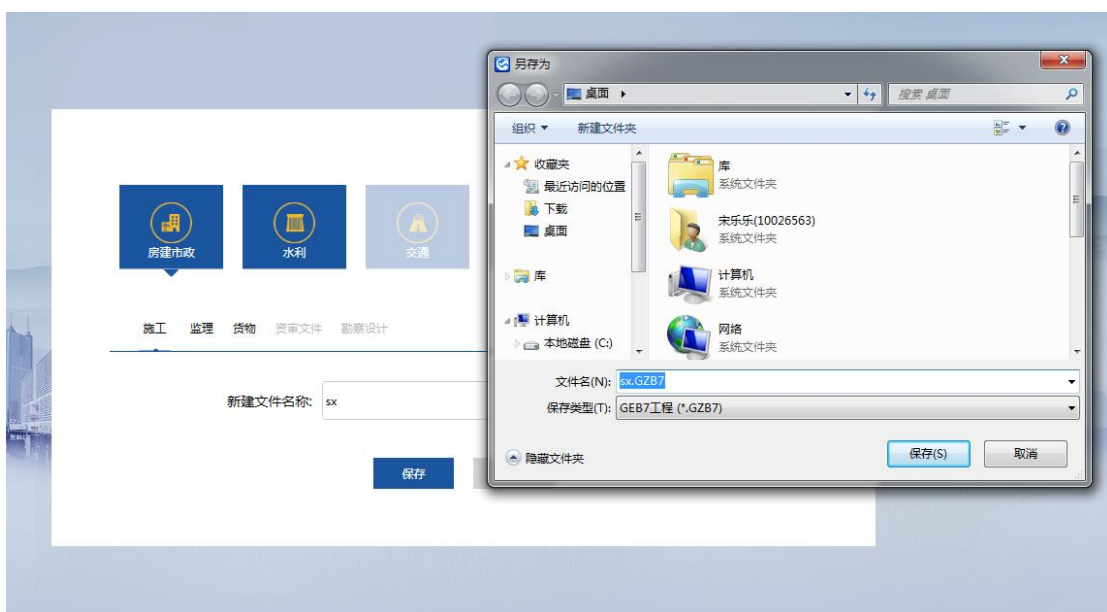 另存为
桌面
搜索 桌面
组织 新建文件夹
收藏夹
最近访问的位置
下载
桌面
库
计算机
本地磁盘 (C:)
库
系统文件夹
宋乐乐(10026563)
系统文件夹
计算机
系统文件夹
网络
系统文件夹
文件名(N): sx.GZB7
保存类型(T): GEB7工程 (*.GZB7)
隐藏文件夹 保存(S) 取消
房建市政 水利 交通
施工 监理 货物 资审文件 勘察设计
新建文件名称: sx
保存